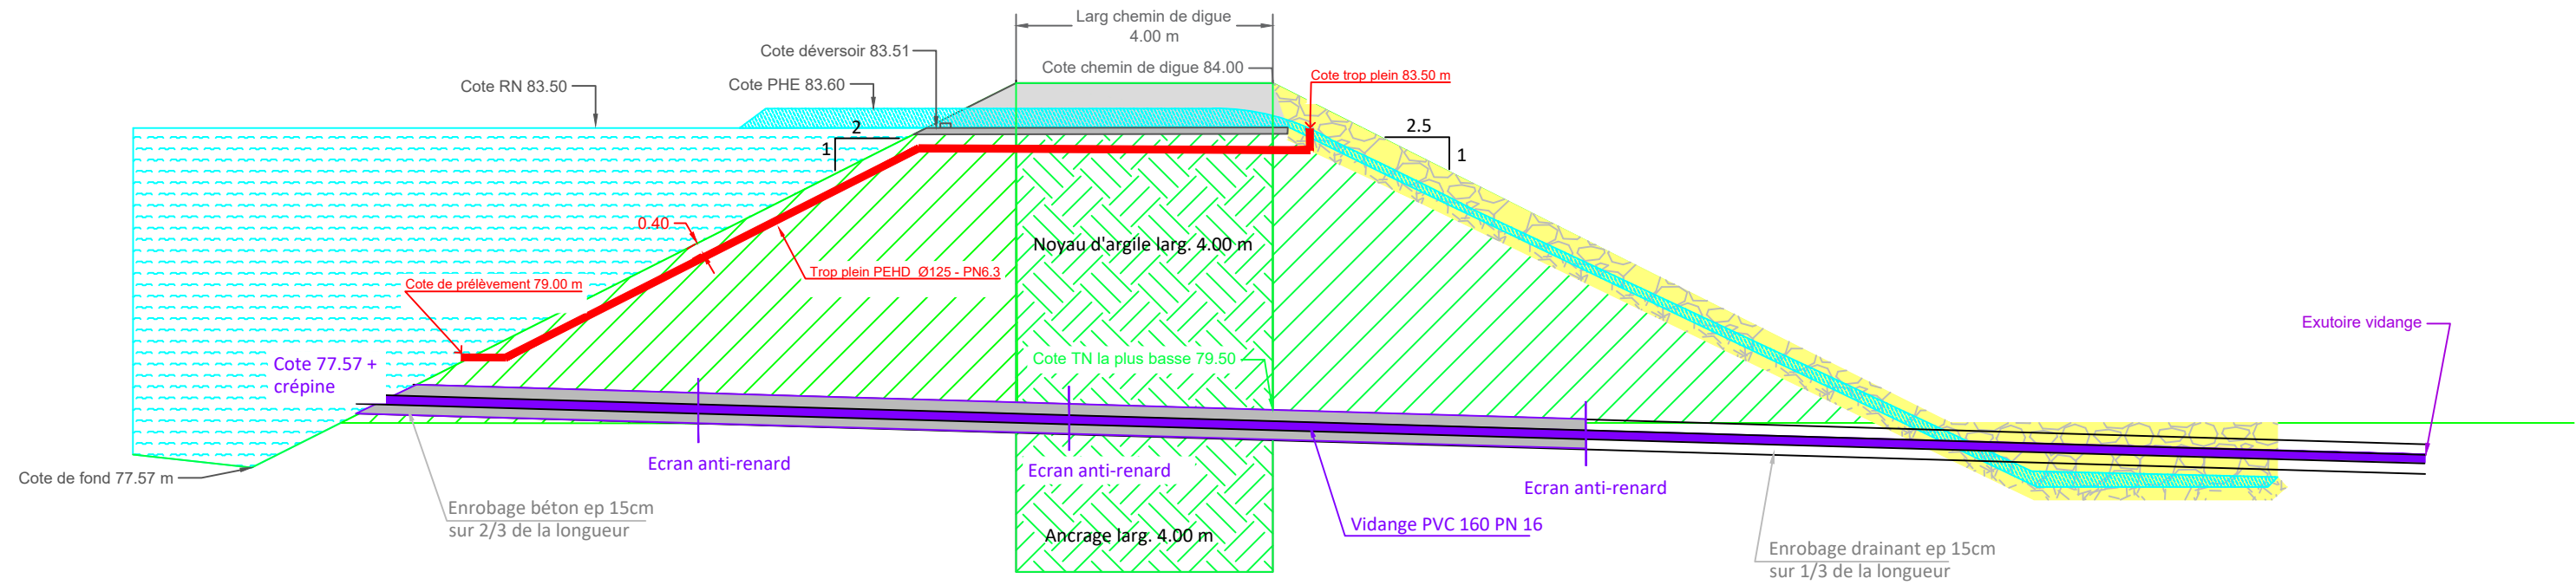 Larg chemin de digue
4.00 m
Cote déversoir 83.51
Cote chemin de digue 84.00
Cote trop plein 83.50 m
Cote RN 83.50
Cote PHE 83.60
2
1
2.5
1
0.40
Noyau d'argile larg. 4.00 m
Trop plein PEHD Ø125 - PN6.3
Cote de prélèvement 79.00 m
Exutoire vidange
Cote 77.57 +
crépine
Cote TN la plus basse 79.50
Ecran anti-renard
Ecran anti-renard
Ecran anti-renard
Cote de fond 77.57 m
Enrobage béton ep 15cm
sur 2/3 de la longueur
Vidange PVC 160 PN 16
Ancrage larg. 4.00 m
Enrobage drainant ep 15cm
sur 1/3 de la longueur